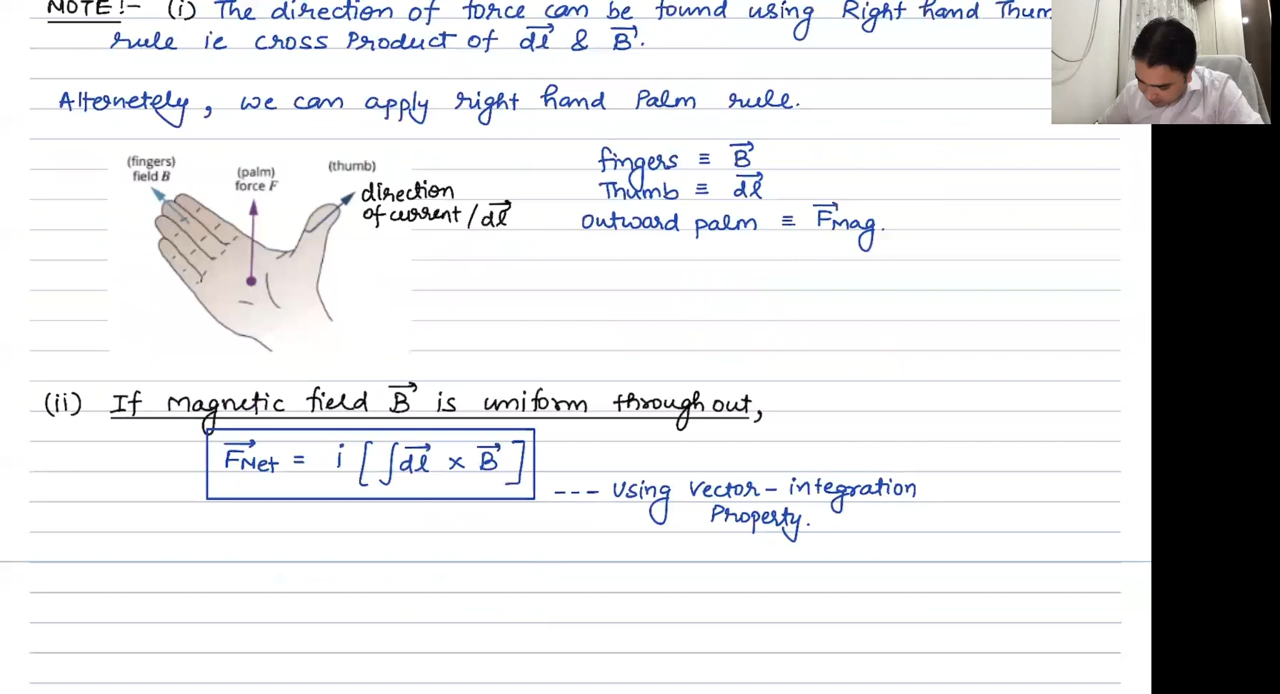 NOTE!- (i) The direction of force can be found using Right hand Thum
rule ie cross Product of d𝑙⃗ & B⃗.
Alternetely, we can apply right hand Palm rule.
(fingers)
field B
(palm)
force F
(thumb)
direction
of current / d𝑙⃗
fingers ≡ B⃗
Thumb ≡ d𝑙⃗
outward palm ≡ F⃗Mag.
(ii) If magnetic field B⃗ is uniform throughout,
F⃗Net = i [ ∫d𝑙⃗ × B⃗ ]
--- Using Vector-integration
Property.